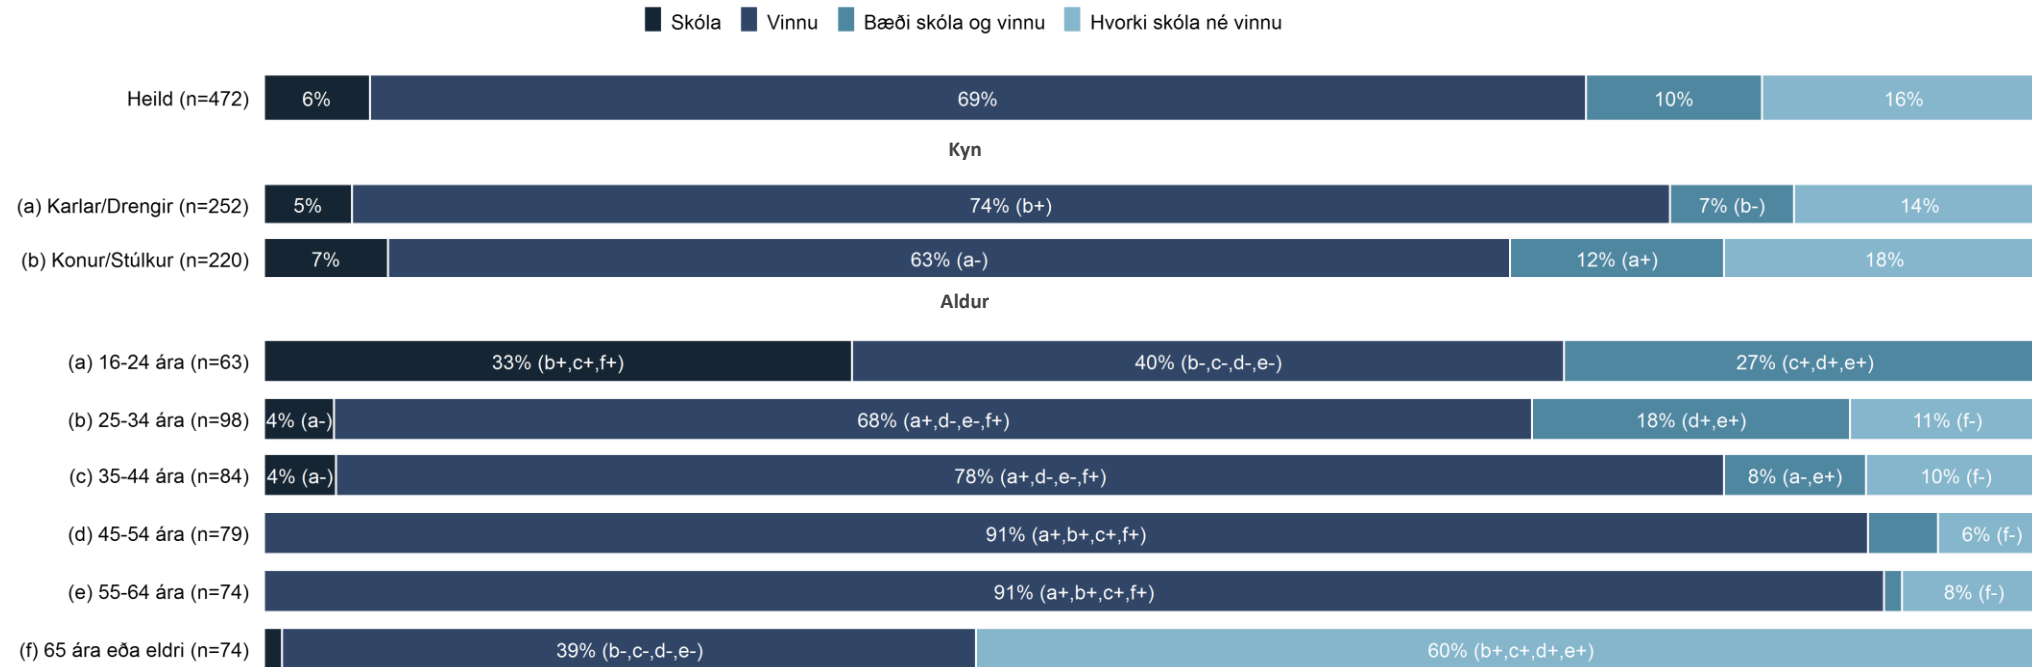 Skóla Vinnu Bæði skóla og vinnu Hvorki skóla né vinnu
Heild (n=472) 6% 69% 10% 16%
Kyn
(a) Karlar/Drengir (n=252) 5% 74% (b+) 7% (b-) 14%
(b) Konur/Stúlkur (n=220) 7% 63% (a-) 12% (a+) 18%
Aldur
(a) 16-24 ára (n=63) 33% (b+,c+,f+) 40% (b-,c-,d-,e-) 27% (c+,d+,e+)
(b) 25-34 ára (n=98) 4% (a-) 68% (a+,d-,e-,f+) 18% (d+,e+) 11% (f-)
(c) 35-44 ára (n=84) 4% (a-) 78% (a+,d-,e-,f+) 8% (a-,e+) 10% (f-)
(d) 45-54 ára (n=79) 91% (a+,b+,c+,f+) 6% (f-)
(e) 55-64 ára (n=74) 91% (a+,b+,c+,f+) 8% (f-)
(f) 65 ára eða eldri (n=74) 39% (b-,c-,d-,e-) 60% (b+,c+,d+,e+)